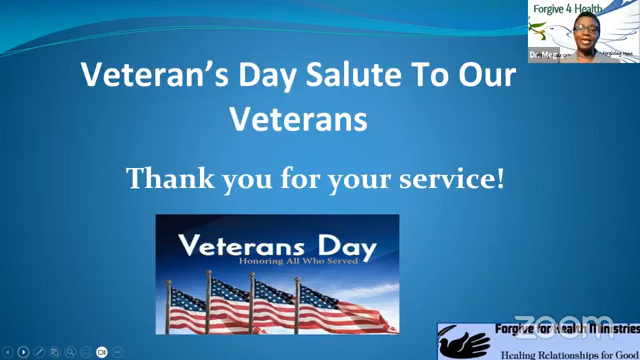 Forgive 4 Health
Dr. Meg
Veteran's Day Salute To Our
Veterans
Thank you for your service!
Veterans Day
Honoring All Who Served
zoom
Forgive for Health Ministries
Healing Relationships for Good